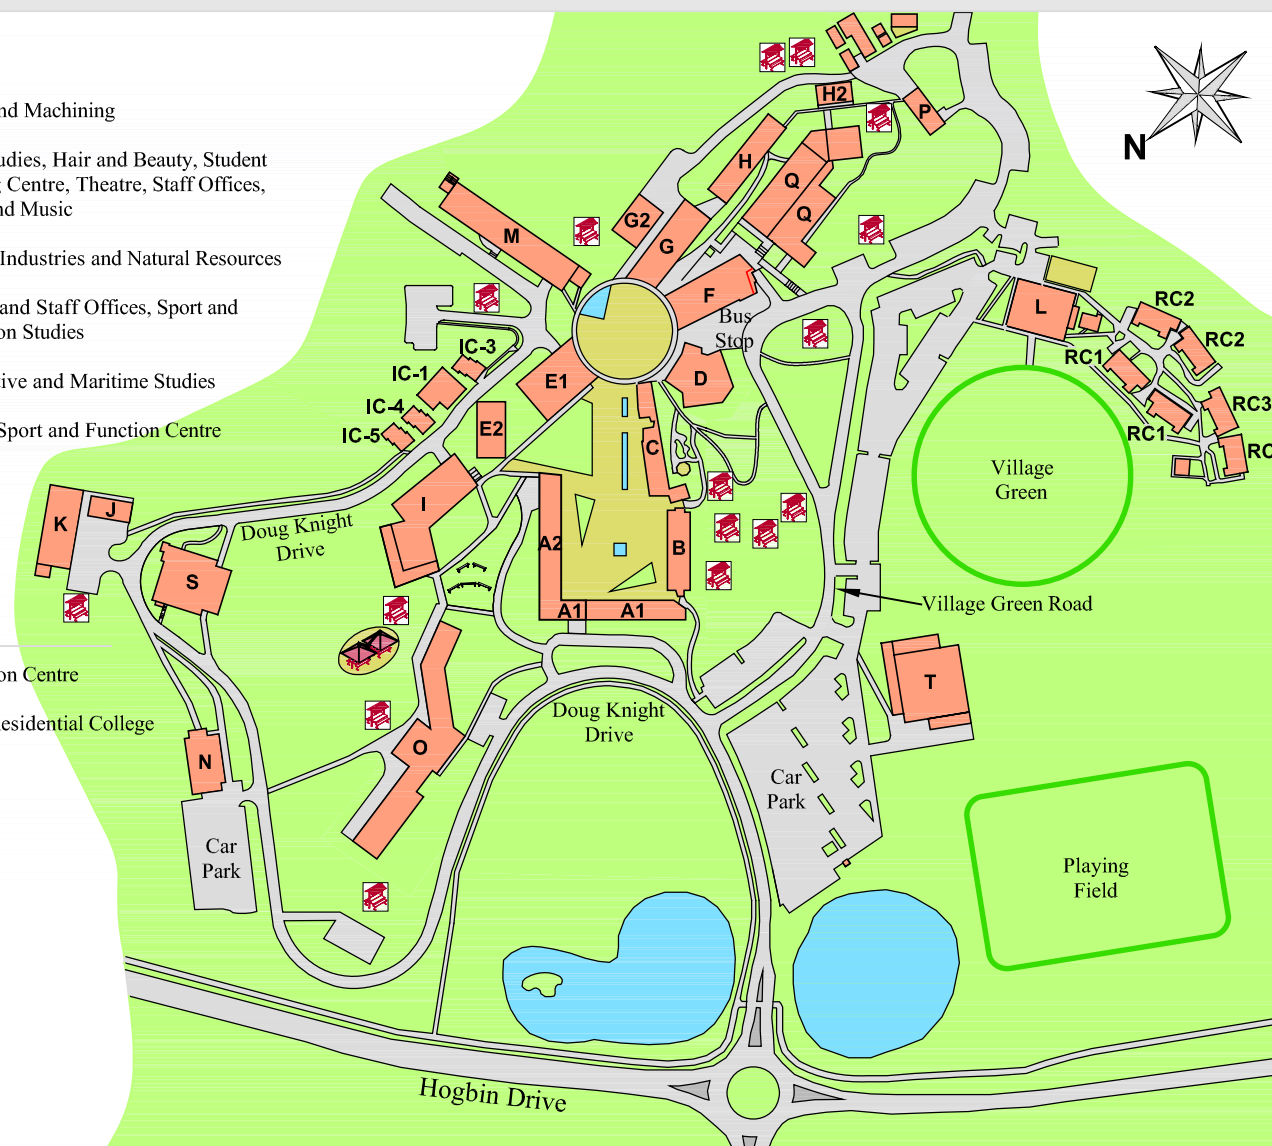 nd Machining
udies, Hair and Beauty, Student
g Centre, Theatre, Staff Offices,
nd Music
Industries and Natural Resources
and Staff Offices, Sport and
on Studies
tive and Maritime Studies
Sport and Function Centre
on Centre
esidential College
N
H2
P
H
Q
Q
G2
G
M
F
Bus
Stop
L
RC2
RC2
RC1
RC3
RC1
RC
IC-3
IC-1
IC-4
IC-5
E1
E2
D
C
Village
Green
I
K
J
Doug Knight
Drive
A2
B
S
A1
A1
Village Green Road
T
Doug Knight
Drive
O
N
Car
Park
Car
Park
Playing
Field
Hogbin Drive